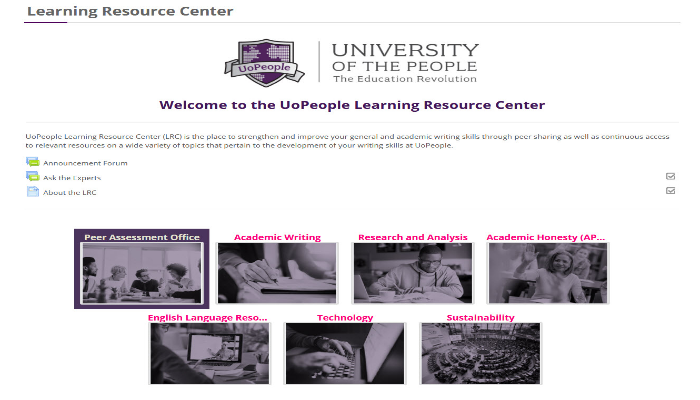 Learning Resource Center
UoPeople
UNIVERSITY
OF THE PEOPLE
The Education Revolution
Welcome to the UoPeople Learning Resource Center
UoPeople Learning Resource Center (LRC) is the place to strengthen and improve your general and academic writing skills through peer sharing as well as continuous access
to relevant resources on a wide variety of topics that pertain to the development of your writing skills at UoPeople.
Announcement Forum
Ask the Experts
About the LRC
Peer Assessment Office
Academic Writing
Research and Analysis
Academic Honesty (AP...
English Language Reso...
Technology
Sustainability